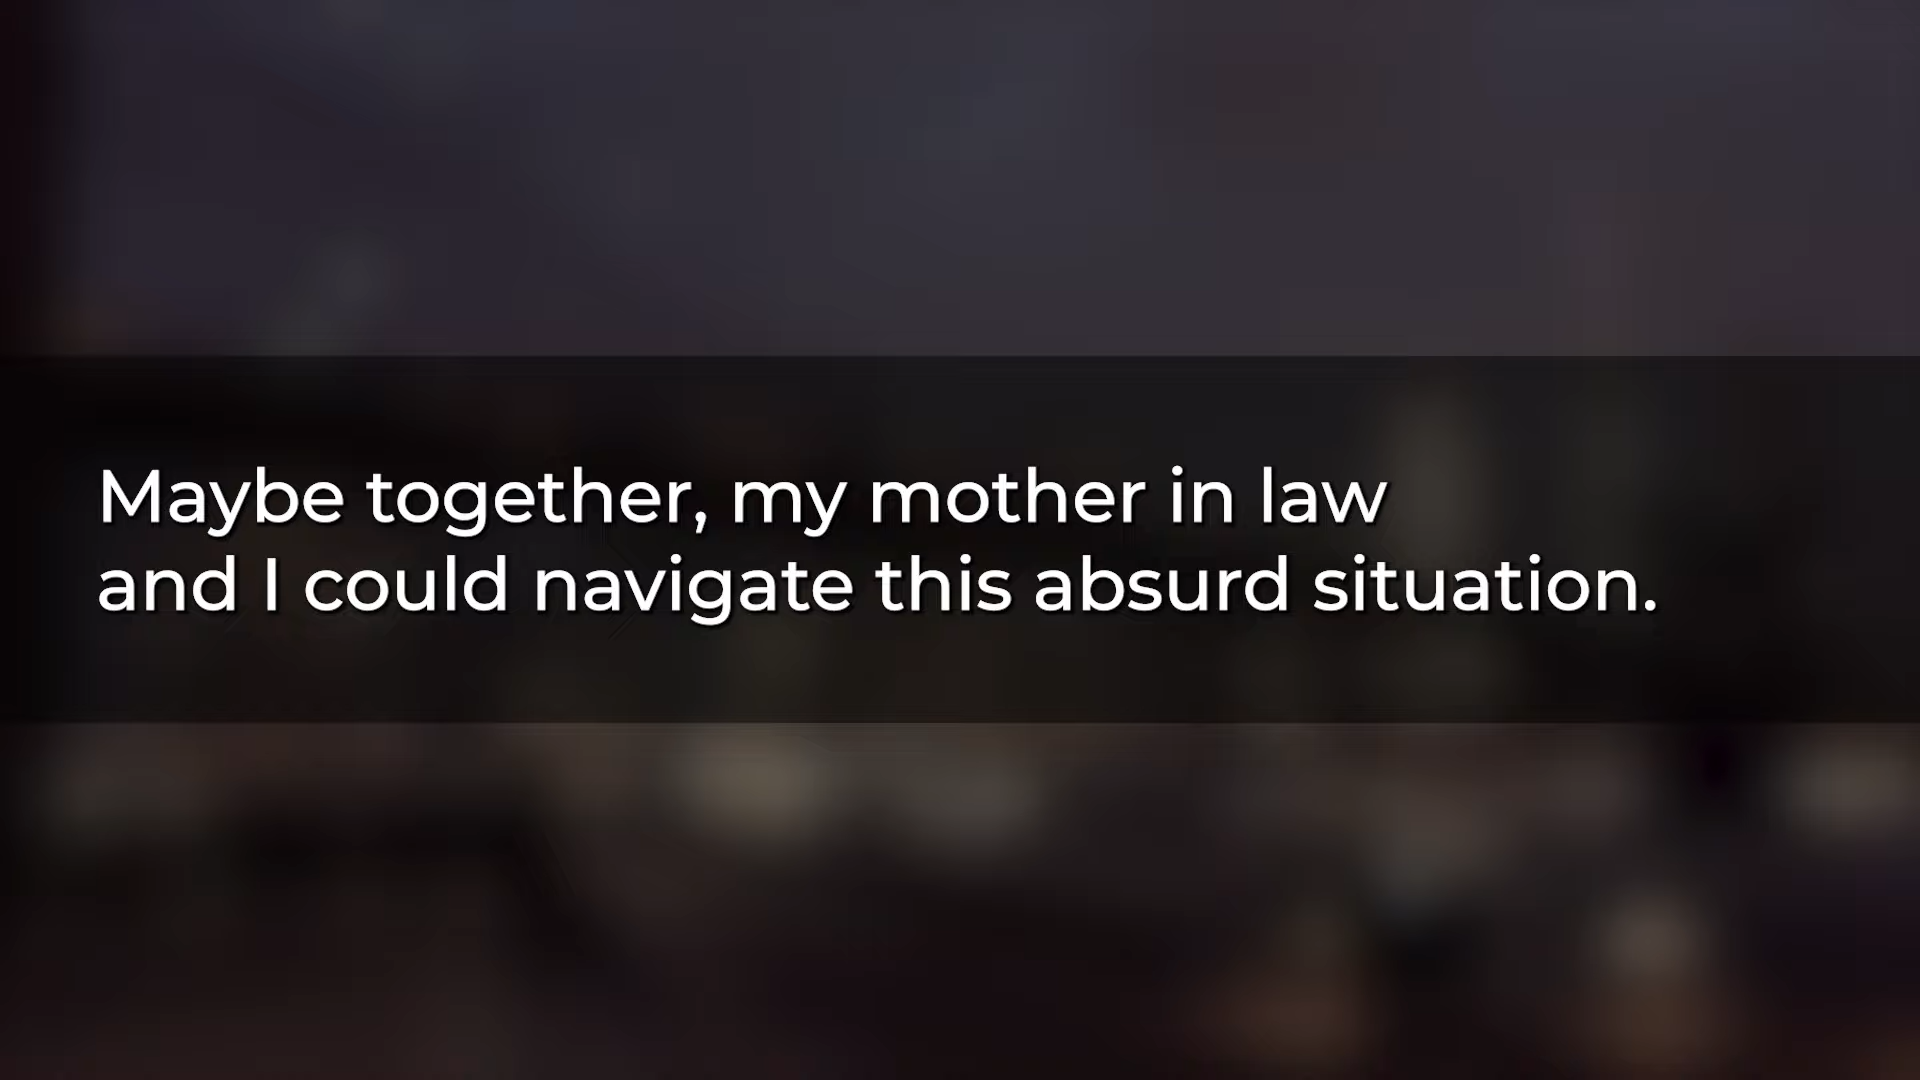 Maybe together, my mother in law
and I could navigate this absurd situation.